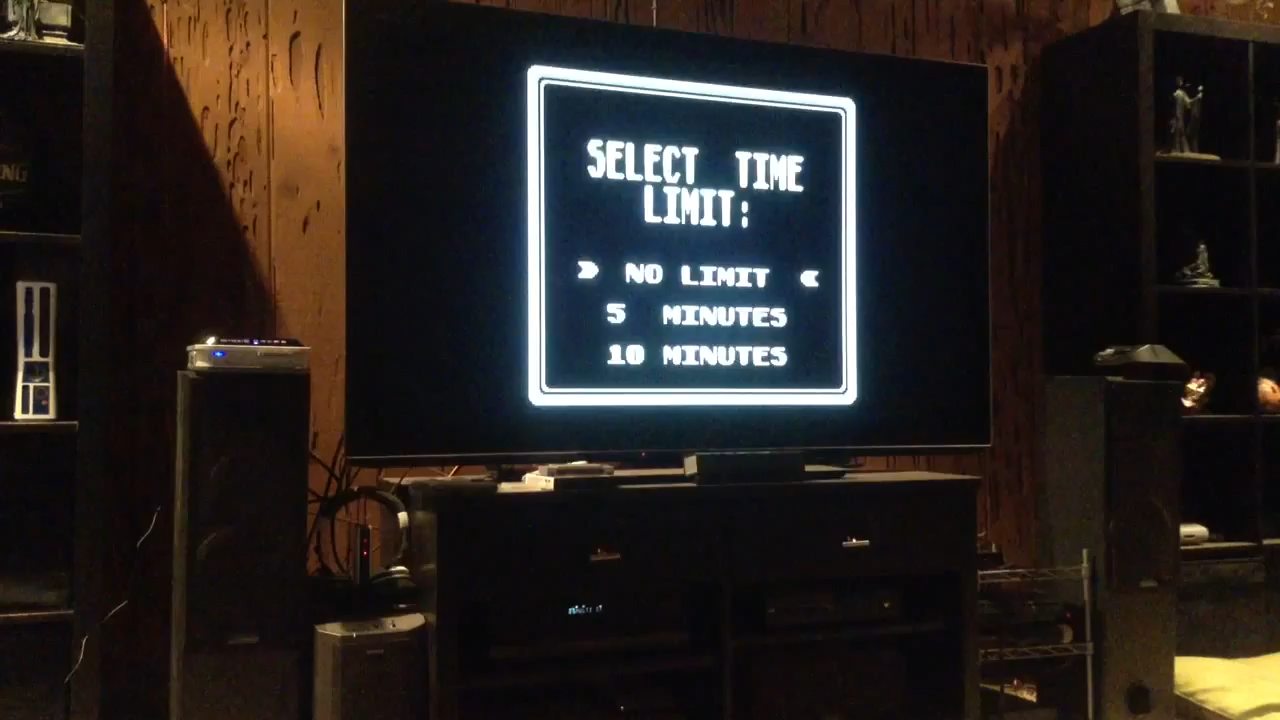 SELECT TIME
LIMIT:
NO LIMIT
5 MINUTES
10 MINUTES